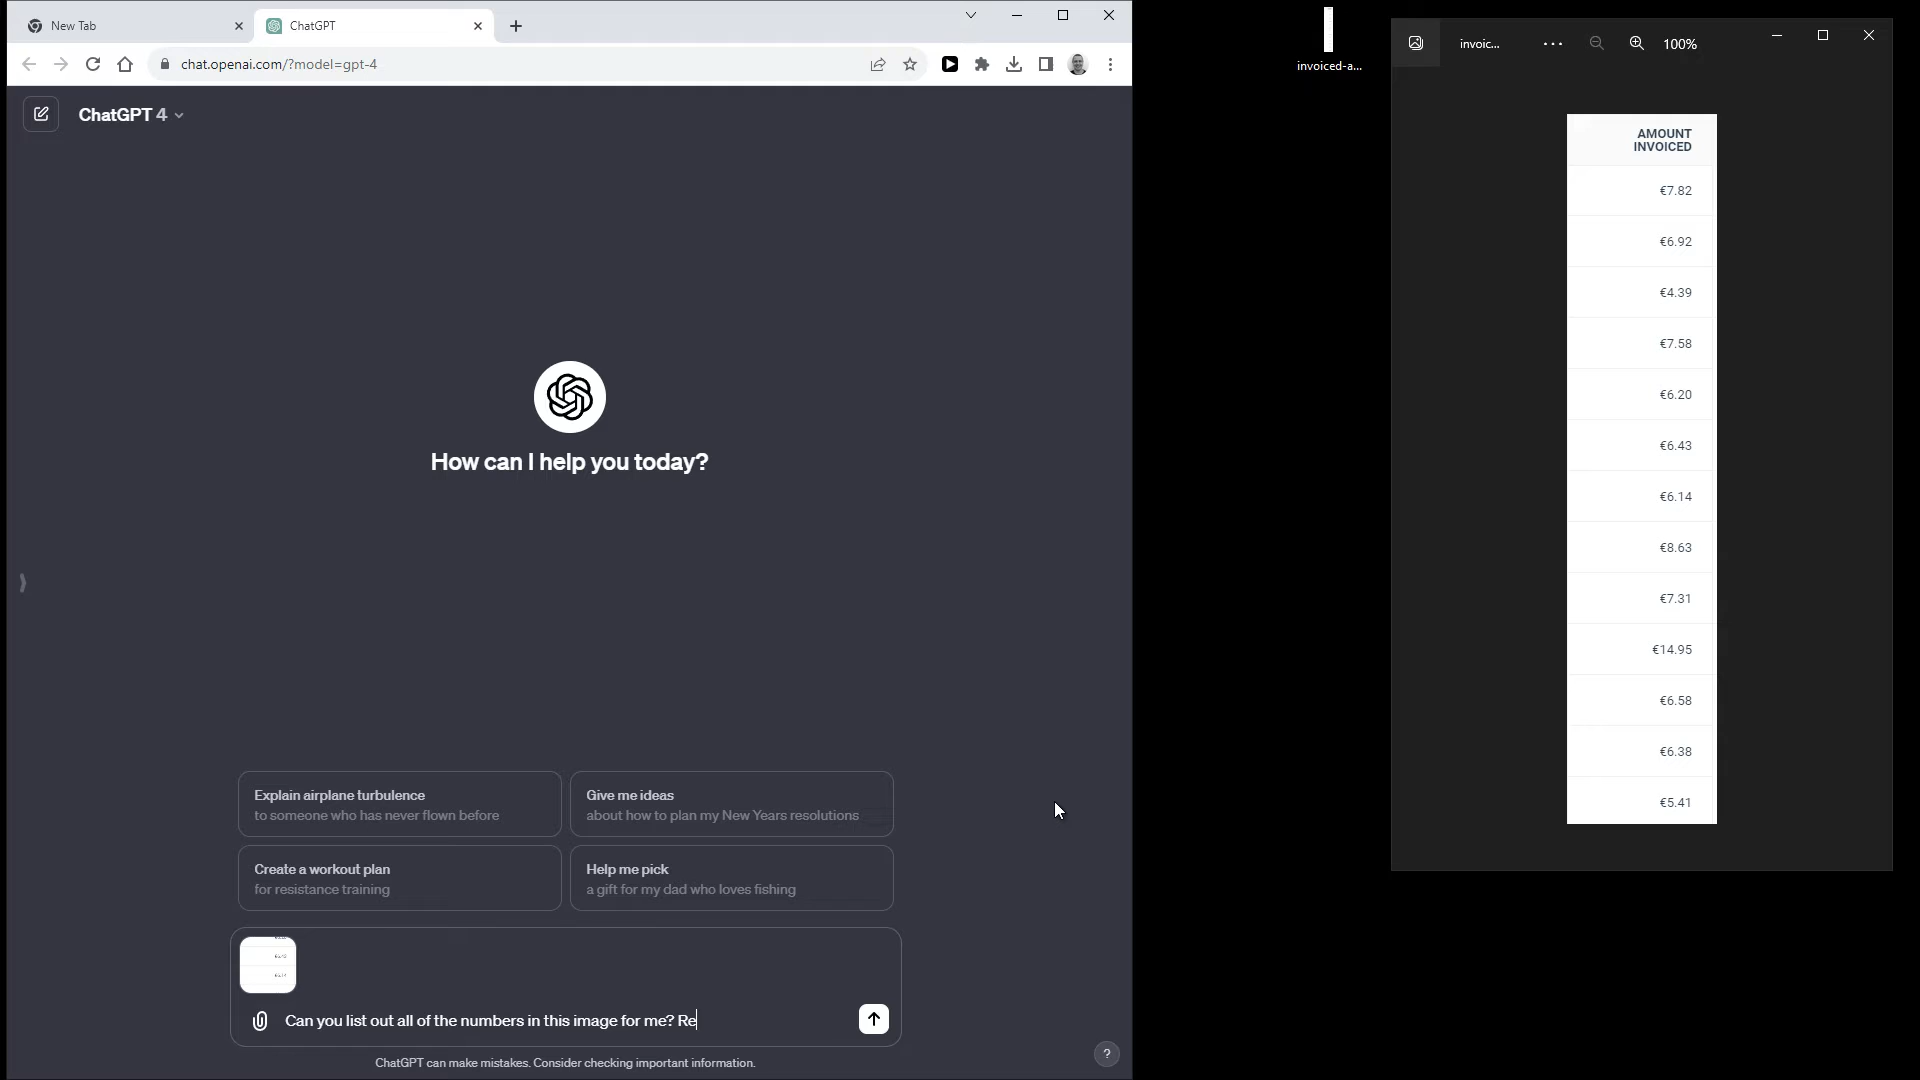 New Tab
ChatGPT
chat.openai.com/?model=gpt-4
ChatGPT 4
How can I help you today?
Explain airplane turbulence
to someone who has never flown before
Give me ideas
about how to plan my New Years resolutions
Create a workout plan
for resistance training
Help me pick
a gift for my dad who loves fishing
Can you list out all of the numbers in this image for me? Re
ChatGPT can make mistakes. Consider checking important information.
?
invoiced-a...
invoic...
100%
AMOUNT
INVOICED
€7.82
€6.92
€4.39
€7.58
€6.20
€6.43
€6.14
€8.63
€7.31
€14.95
€6.58
€6.38
€5.41